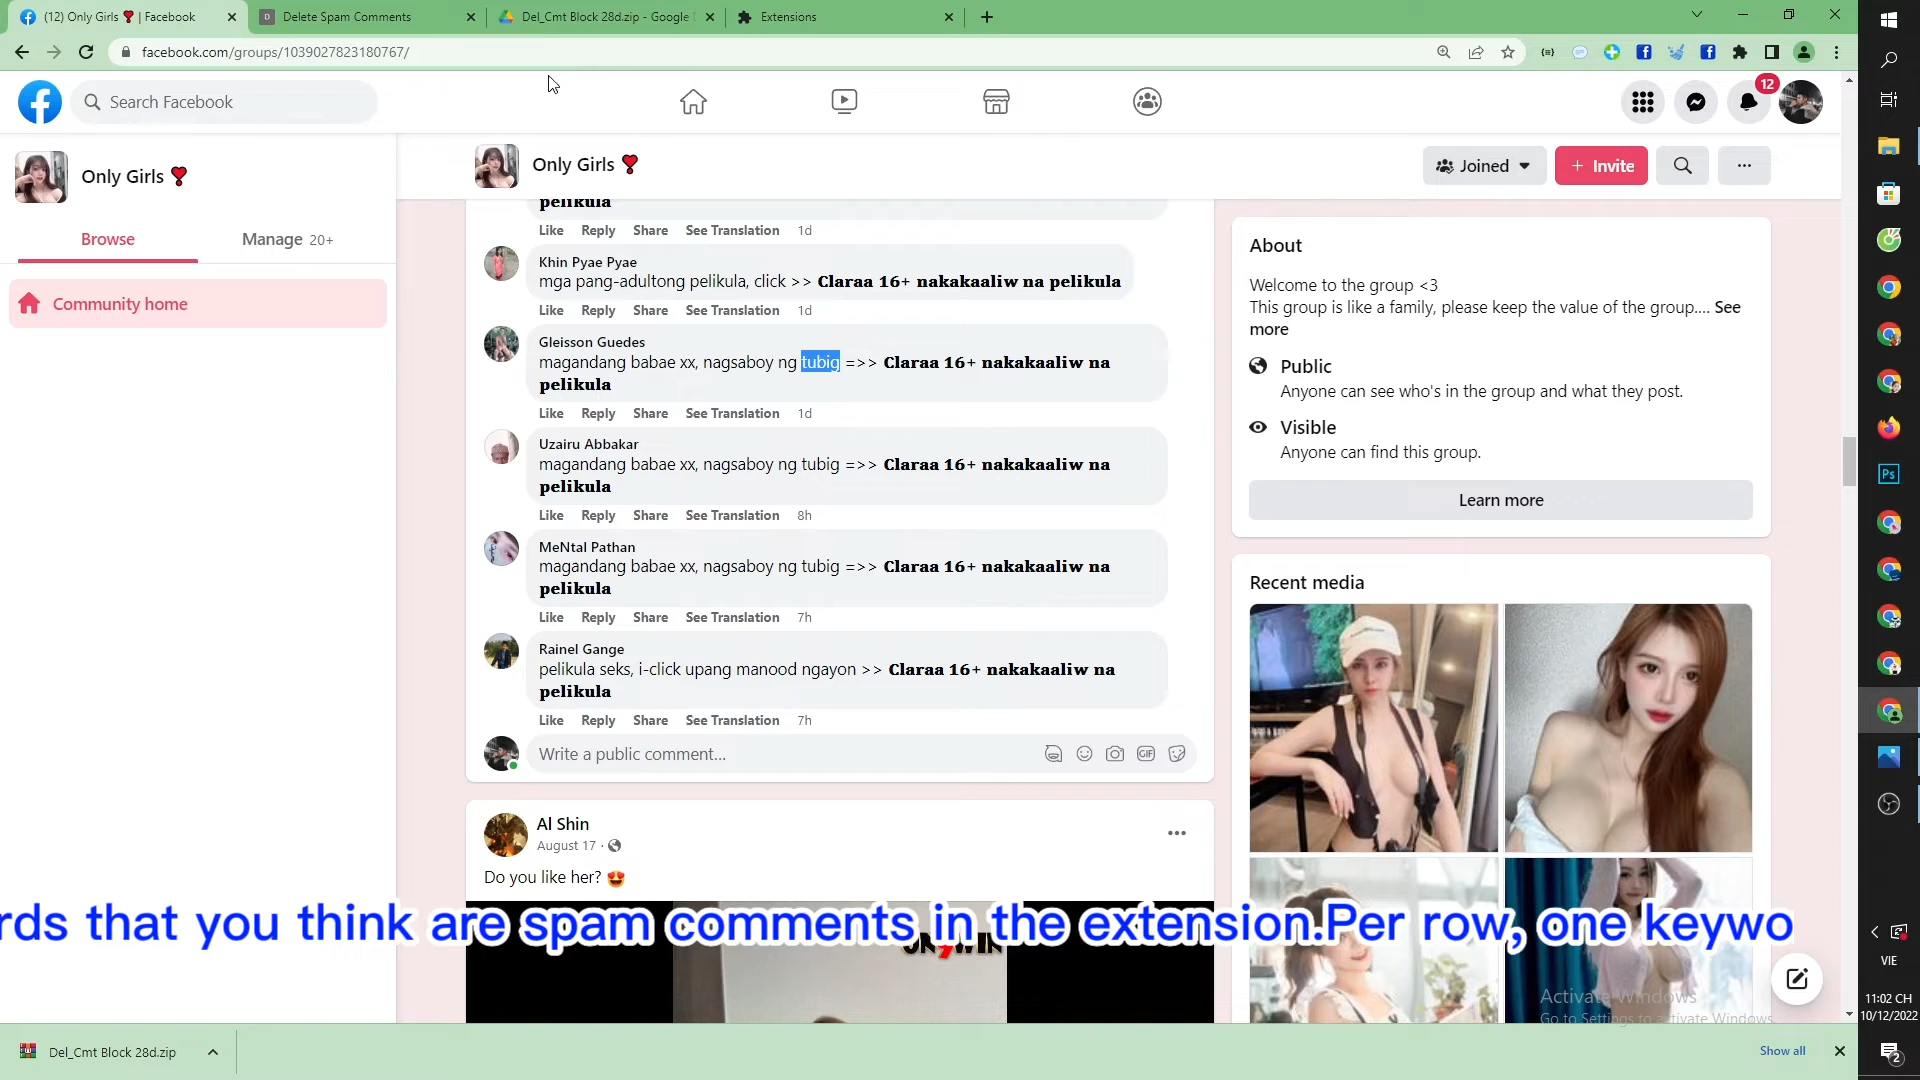 (12) Only Girls ❣ | Facebook
Delete Spam Comments
Del_Cmt Block 28d.zip - Google
Extensions
facebook.com/groups/1039027823180767/
Search Facebook
12
Only Girls ❣
Browse
Manage 20+
Community home
Only Girls ❣
Joined
+ Invite
pelikula
Like Reply Share See Translation 1d
Khin Pyae Pyae
mga pang-adultong pelikula, click >> Claraa 16+ nakakaaliw na pelikula
Like Reply Share See Translation 1d
Gleisson Guedes
magandang babae xx, nagsaboy ng tubig =>> Claraa 16+ nakakaaliw na
pelikula
Like Reply Share See Translation 1d
Uzairu Abbakar
magandang babae xx, nagsaboy ng tubig =>> Claraa 16+ nakakaaliw na
pelikula
Like Reply Share See Translation 8h
MeNtal Pathan
magandang babae xx, nagsaboy ng tubig =>> Claraa 16+ nakakaaliw na
pelikula
Like Reply Share See Translation 7h
Rainel Gange
pelikula seks, i-click upang manood ngayon >> Claraa 16+ nakakaaliw na
pelikula
Like Reply Share See Translation 7h
Write a public comment...
GIF
Al Shin
August 17 ·
Do you like her? 😍
About
Welcome to the group <3
This group is like a family, please keep the value of the group.... See
more
Public
Anyone can see who's in the group and what they post.
Visible
Anyone can find this group.
Learn more
Recent media
rds that you think are spam comments in the extension.Per row, one keywo
Activate Windows
Go to Settings to activate Windows.
Del_Cmt Block 28d.zip
Show all
Ps
VIE
11:02 CH
10/12/2022
2